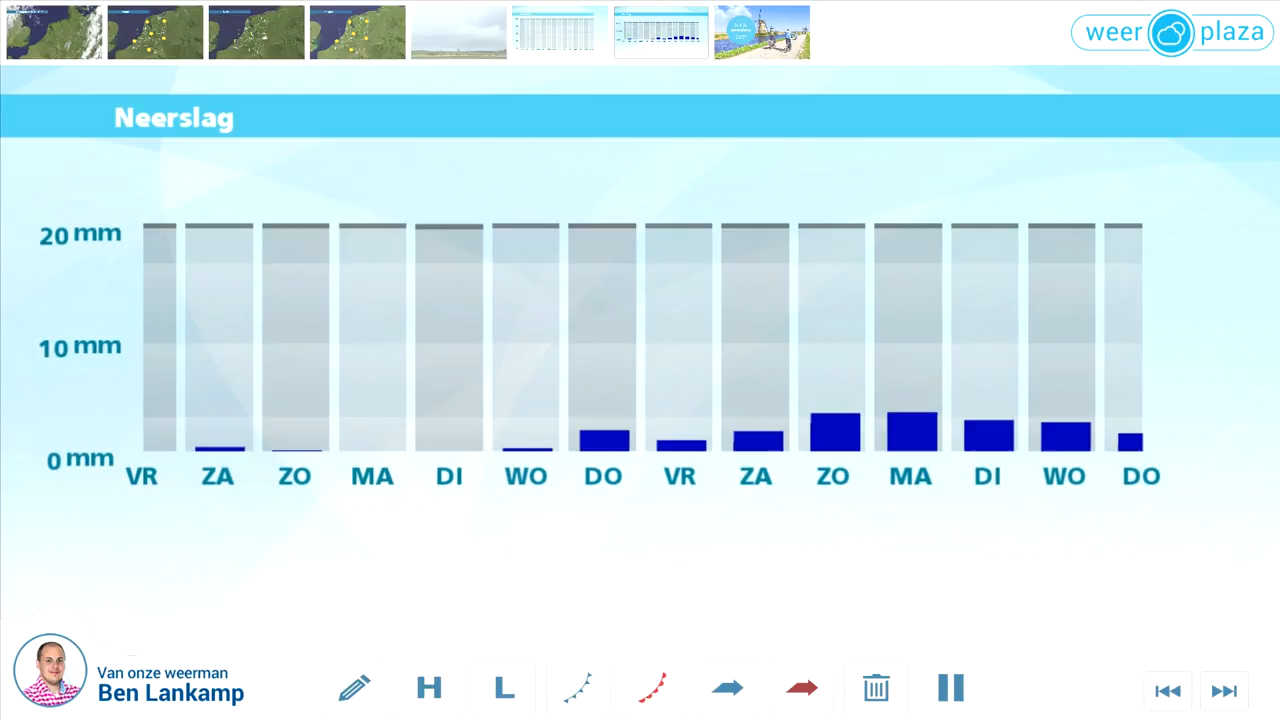 weer plaza
Neerslag
20 mm
10 mm
0 mm
VR ZA ZO MA DI WO DO VR ZA ZO MA DI WO DO
Van onze weerman
Ben Lankamp
H L